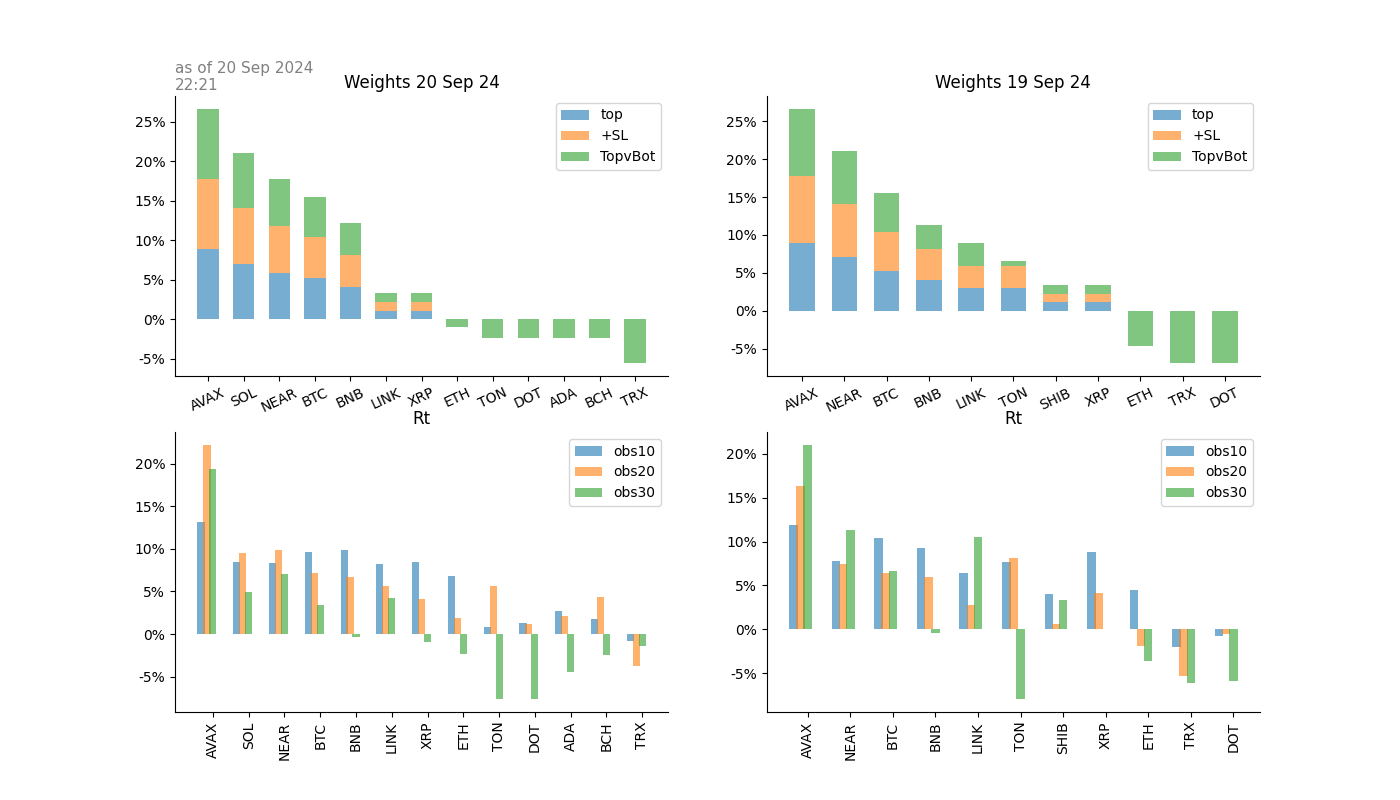 as of 20 Sep 2024
22:21
Weights 20 Sep 24
25%
20%
15%
10%
5%
0%
-5%
top
+SL
TopvBot
AVAX SOL NEAR BTC BNB LINK XRP ETH TON DOT ADA BCH TRX
Weights 19 Sep 24
25%
20%
15%
10%
5%
0%
-5%
top
+SL
TopvBot
AVAX NEAR BTC BNB LINK TON SHIB XRP ETH TRX DOT
Rt
20%
15%
10%
5%
0%
-5%
obs10
obs20
obs30
AVAX SOL NEAR BTC BNB LINK XRP ETH TON DOT ADA BCH TRX
Rt
20%
15%
10%
5%
0%
-5%
obs10
obs20
obs30
AVAX NEAR BTC BNB LINK TON SHIB XRP ETH TRX DOT